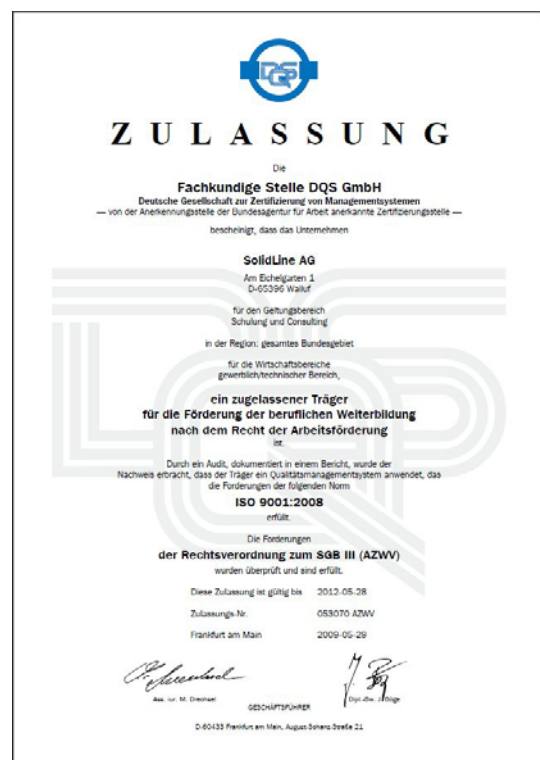 DQS
ZULASSUNG
Die
Fachkundige Stelle DQS GmbH
Deutsche Gesellschaft zur Zertifizierung von Managementsystemen
— von der Anerkennungsstelle der Bundesagentur für Arbeit anerkannte Zertifizierungsstelle —
bescheinigt, dass das Unternehmen
SolidLine AG
Am Eichelgarten 1
D-65396 Walluf
für den Geltungsbereich
Schulung und Consulting
in der Region: gesamtes Bundesgebiet
für die Wirtschaftsbereiche
gewerblich/technischer Bereich,
ein zugelassener Träger
für die Förderung der beruflichen Weiterbildung
nach dem Recht der Arbeitsförderung
ist.
Durch ein Audit, dokumentiert in einem Bericht, wurde der
Nachweis erbracht, dass der Träger ein Qualitätsmanagementsystem anwendet, das
die Forderungen der folgenden Norm
ISO 9001:2008
erfüllt.
Die Forderungen
der Rechtsverordnung zum SGB III (AZWV)
wurden überprüft und sind erfüllt.
Diese Zulassung ist gültig bis 2012-05-28
Zulassungs-Nr. 053070 AZWV
Frankfurt am Main 2009-05-29
Ass. iur. M. Drechsel Dipl.-Bw.
GESCHÄFTSFÜHRER
D-60433 Frankfurt am Main, August-Schanz-Straße 21